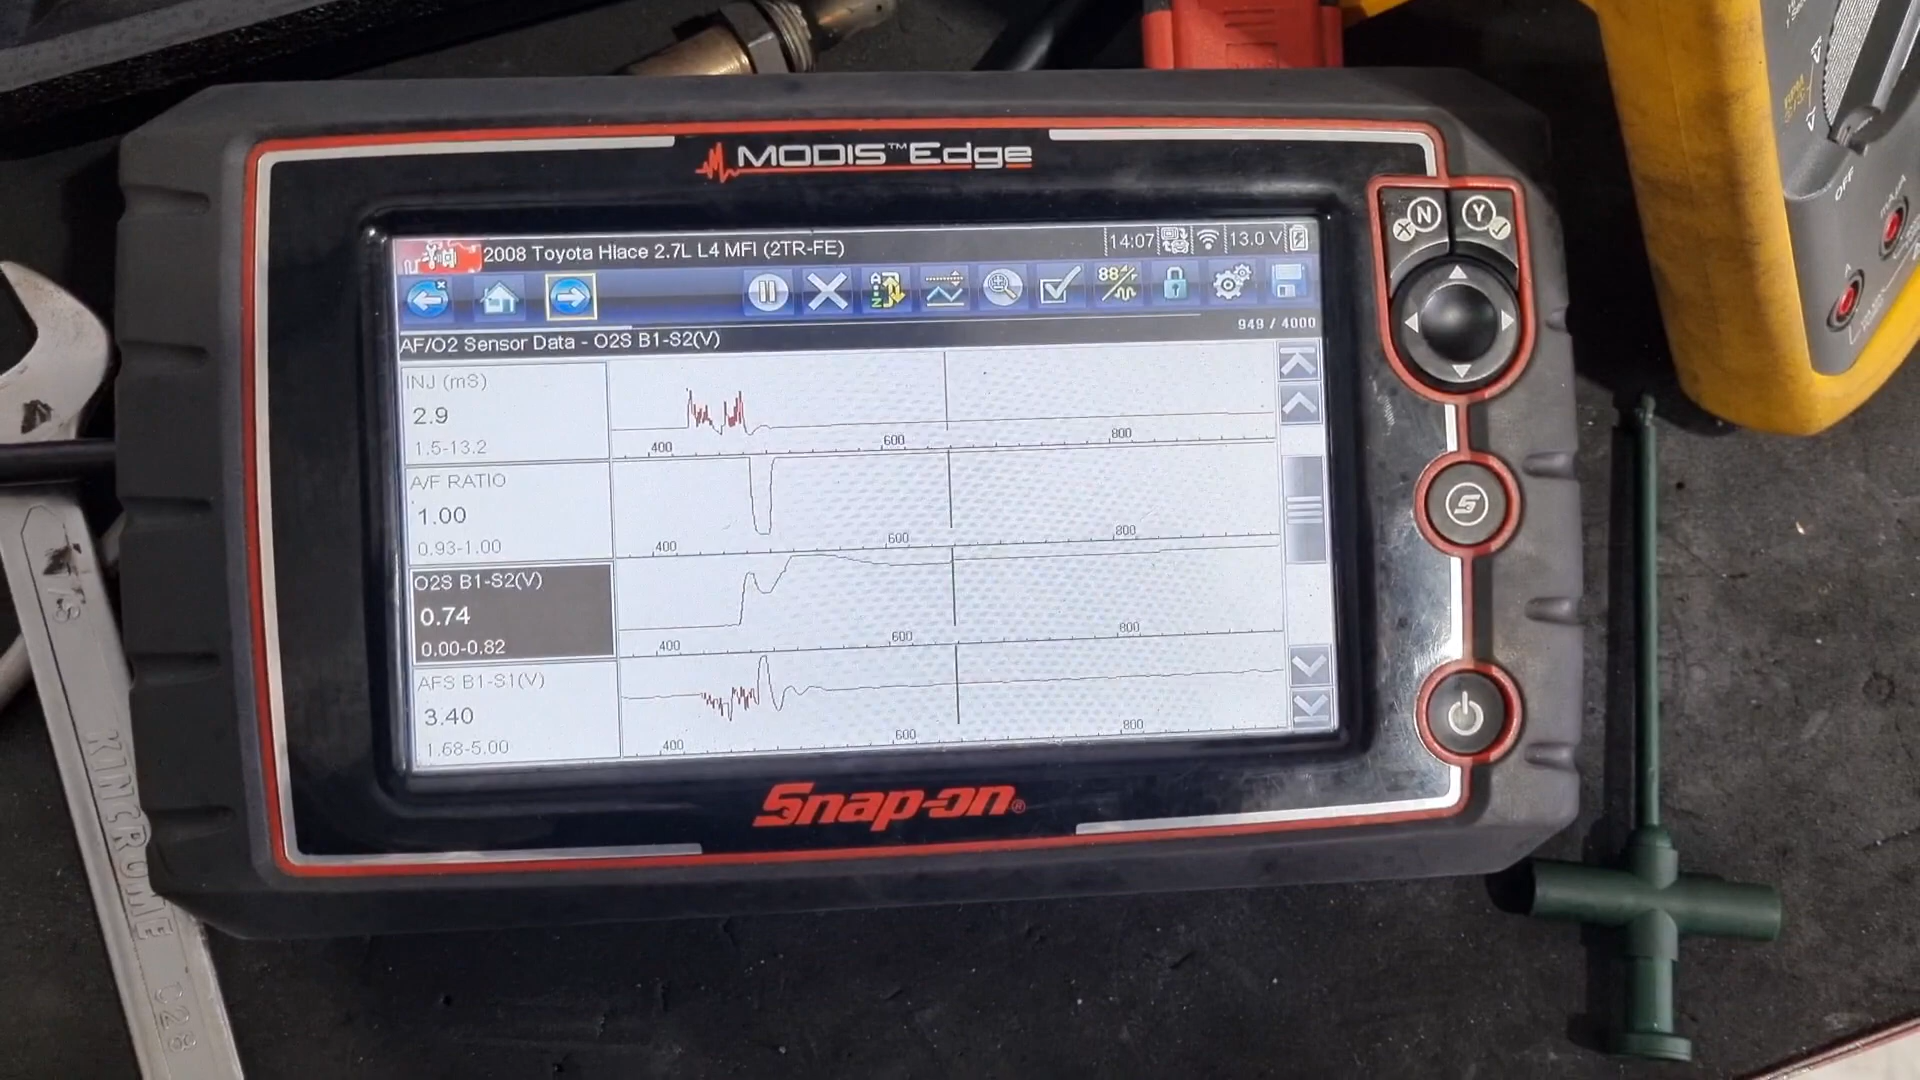 MODIS™Edge
N
Y
2008 Toyota Hiace 2.7L L4 MFI (2TR-FE)
14:07
13.0 V
949 / 4000
AF/O2 Sensor Data - O2S B1-S2(V)
INJ (mS)
2.9
1.5-13.2
400
600
800
A/F RATIO
1.00
0.93-1.00
400
600
800
O2S B1-S2(V)
0.74
0.00-0.82
400
600
800
AFS B1-S1(V)
3.40
1.68-5.00
400
600
800
Snap-on®
KINCROME
OFF
A